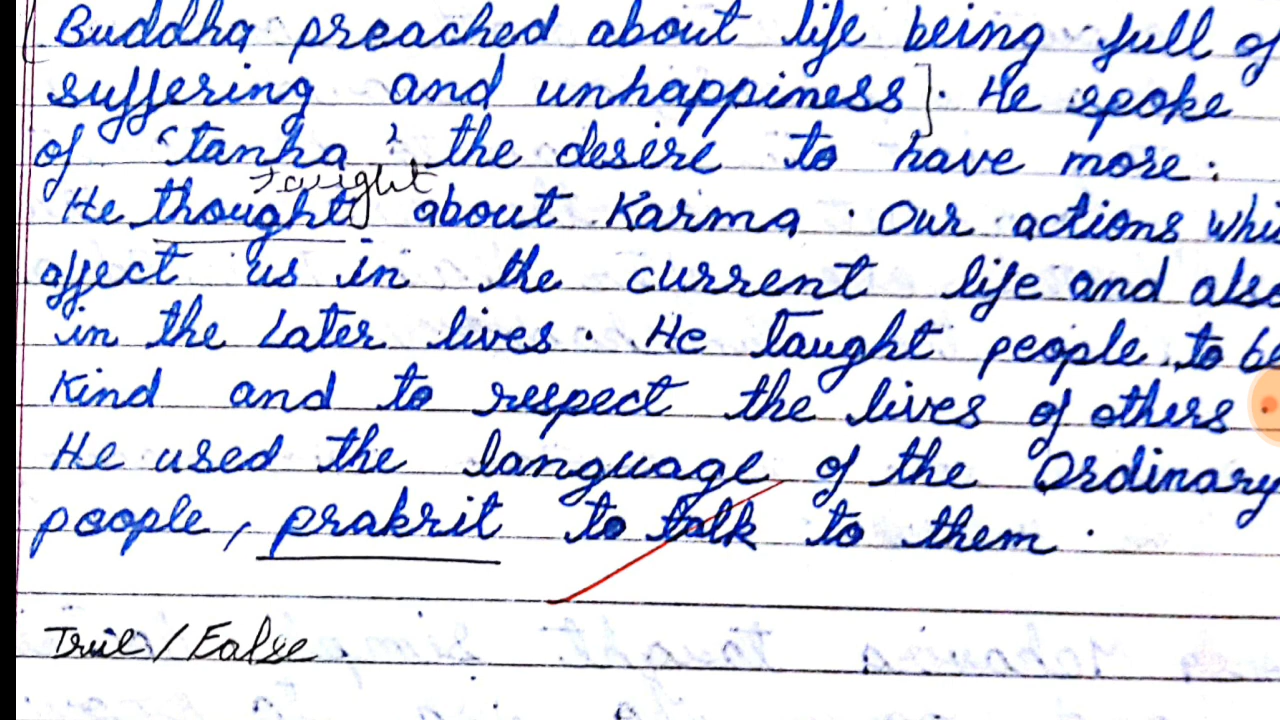 Buddha preached about life being full of
suffering and unhappiness]. He spoke
of 'tanha', the desire to have more.
taught
He thought about Karma. Our actions whi
affect us in the current life and also
in the Later lives. He taught people to be
Kind and to respect the lives of others.
He used the language of the Ordinary
people, prakrit to talk to them.
True/False